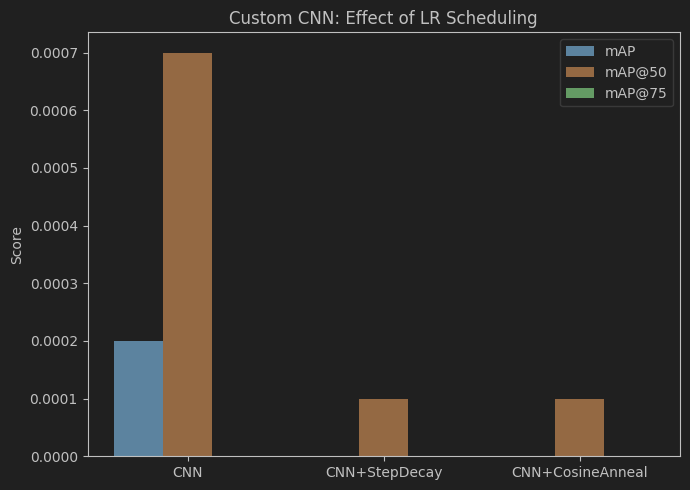 Custom CNN: Effect of LR Scheduling
mAP
mAP@50
mAP@75
Score
0.0007
0.0006
0.0005
0.0004
0.0003
0.0002
0.0001
0.0000
CNN
CNN+StepDecay
CNN+CosineAnneal